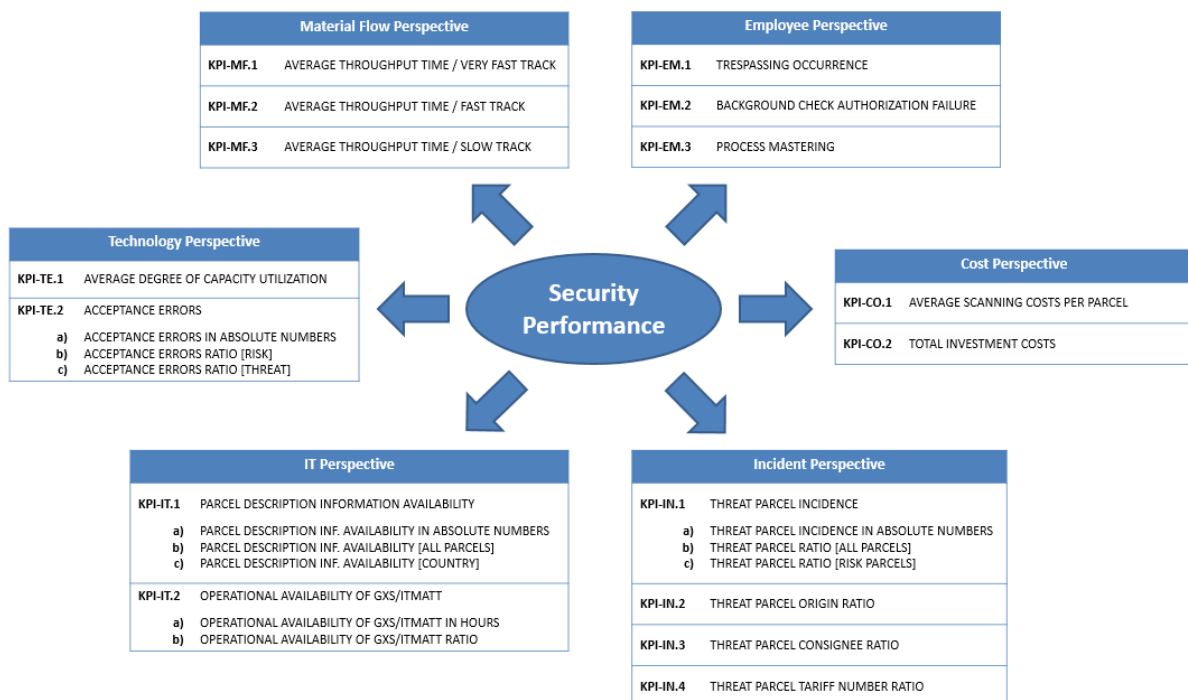 Material Flow Perspective
KPI-MF.1 AVERAGE THROUGHPUT TIME / VERY FAST TRACK
KPI-MF.2 AVERAGE THROUGHPUT TIME / FAST TRACK
KPI-MF.3 AVERAGE THROUGHPUT TIME / SLOW TRACK
Employee Perspective
KPI-EM.1 TRESPASSING OCCURRENCE
KPI-EM.2 BACKGROUND CHECK AUTHORIZATION FAILURE
KPI-EM.3 PROCESS MASTERING
Technology Perspective
KPI-TE.1 AVERAGE DEGREE OF CAPACITY UTILIZATION
KPI-TE.2 ACCEPTANCE ERRORS
a) ACCEPTANCE ERRORS IN ABSOLUTE NUMBERS
b) ACCEPTANCE ERRORS RATIO [RISK]
c) ACCEPTANCE ERRORS RATIO [THREAT]
Security
Performance
Cost Perspective
KPI-CO.1 AVERAGE SCANNING COSTS PER PARCEL
KPI-CO.2 TOTAL INVESTMENT COSTS
IT Perspective
KPI-IT.1 PARCEL DESCRIPTION INFORMATION AVAILABILITY
a) PARCEL DESCRIPTION INF. AVAILABILITY IN ABSOLUTE NUMBERS
b) PARCEL DESCRIPTION INF. AVAILABILITY [ALL PARCELS]
c) PARCEL DESCRIPTION INF. AVAILABILITY [COUNTRY]
KPI-IT.2 OPERATIONAL AVAILABILITY OF GXS/ITMATT
a) OPERATIONAL AVAILABILITY OF GXS/ITMATT IN HOURS
b) OPERATIONAL AVAILABILITY OF GXS/ITMATT RATIO
Incident Perspective
KPI-IN.1 THREAT PARCEL INCIDENCE
a) THREAT PARCEL INCIDENCE IN ABSOLUTE NUMBERS
b) THREAT PARCEL RATIO [ALL PARCELS]
c) THREAT PARCEL RATIO [RISK PARCELS]
KPI-IN.2 THREAT PARCEL ORIGIN RATIO
KPI-IN.3 THREAT PARCEL CONSIGNEE RATIO
KPI-IN.4 THREAT PARCEL TARIFF NUMBER RATIO